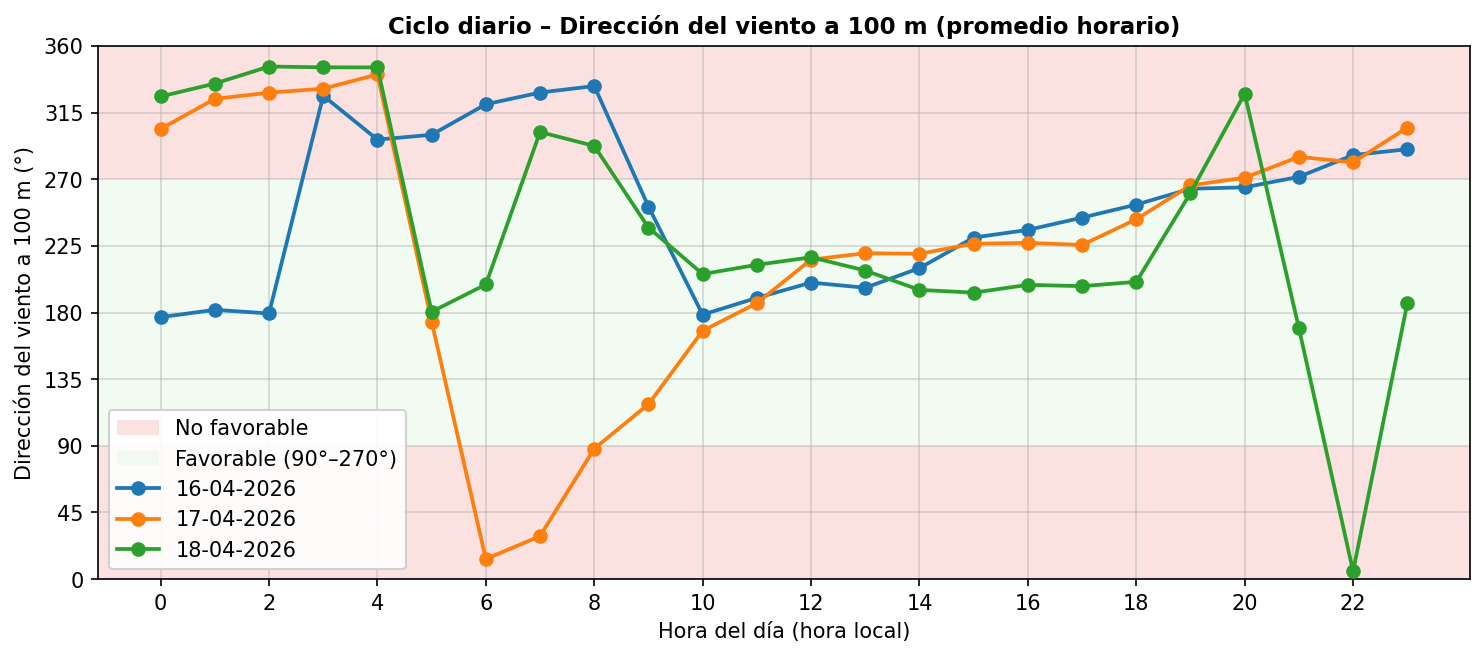 Ciclo diario – Dirección del viento a 100 m (promedio horario)
Dirección del viento a 100 m (°)
360
315
270
225
180
135
90
45
0
No favorable
Favorable (90°–270°)
16-04-2026
17-04-2026
18-04-2026
0 2 4 6 8 10 12 14 16 18 20 22
Hora del día (hora local)